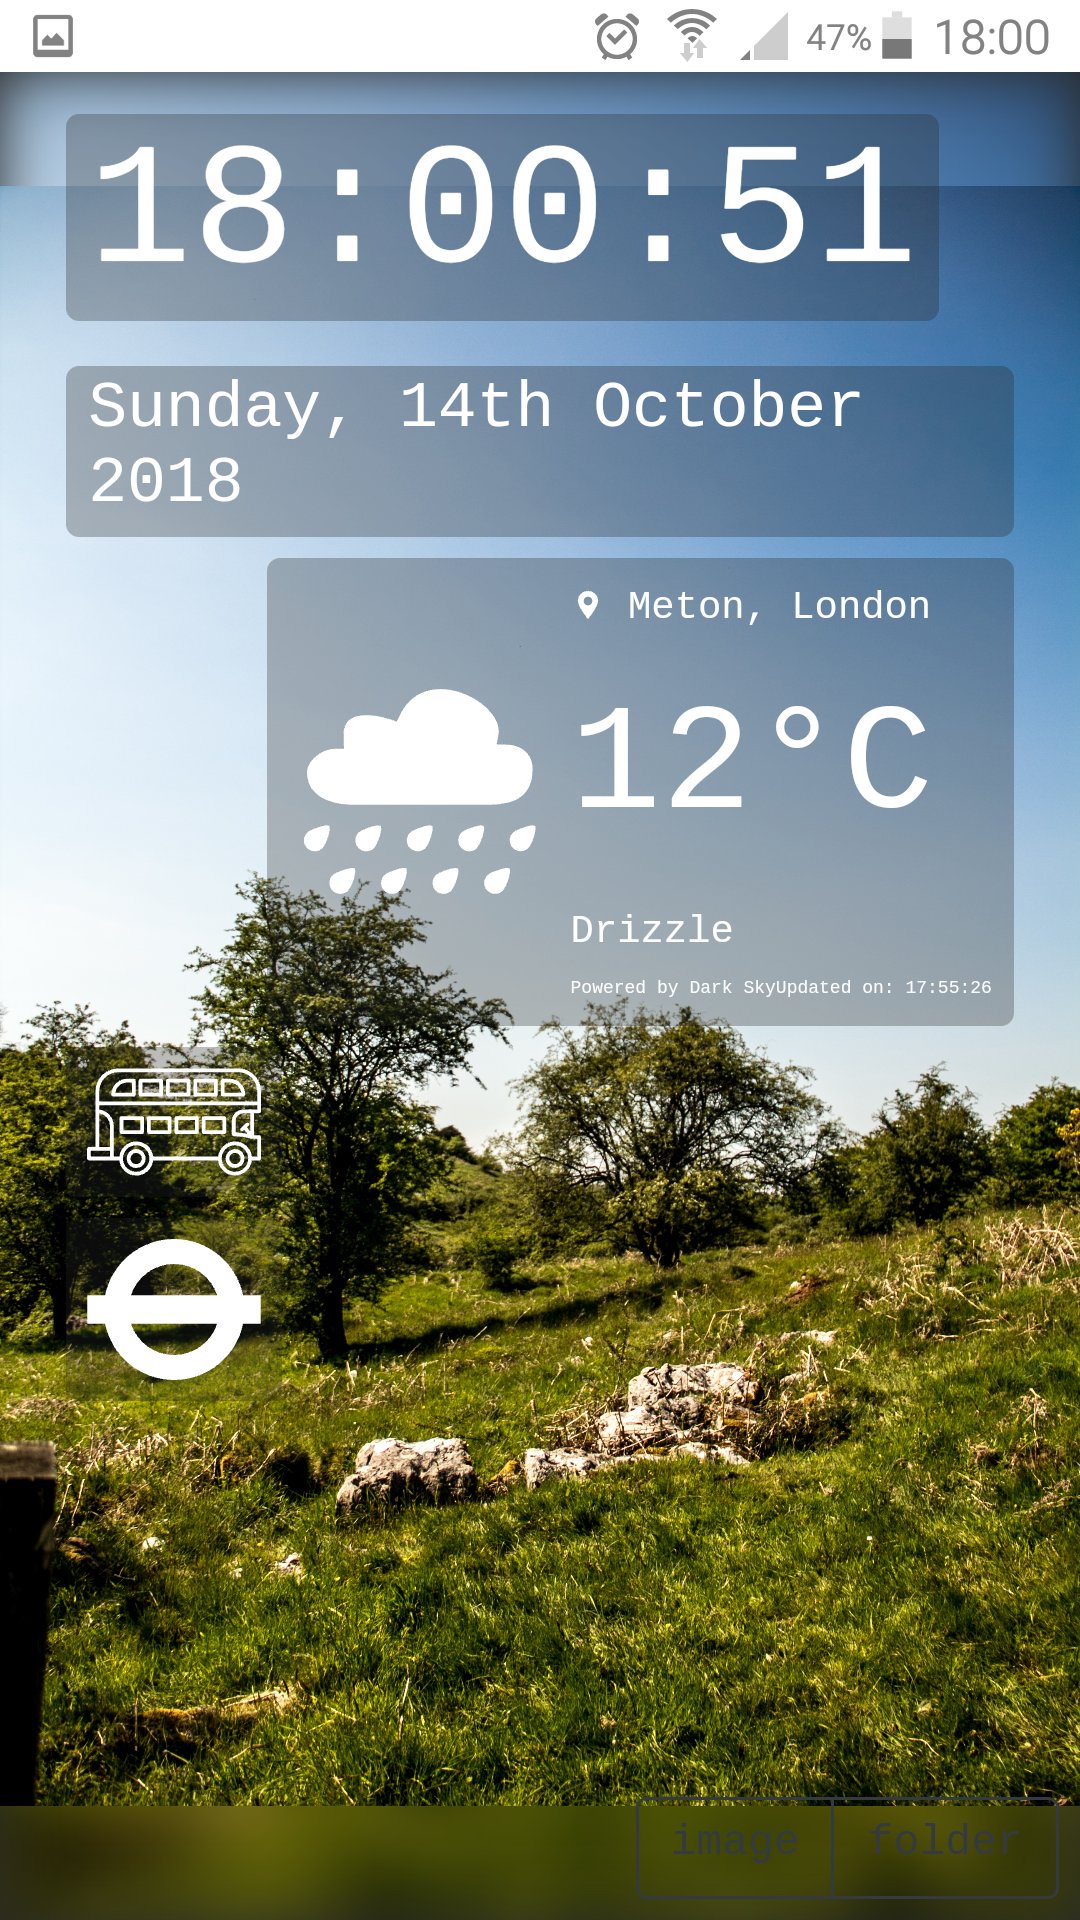 47% 18:00
18:00:51
Sunday, 14th October
2018
Meton, London
12°C
Drizzle
Powered by Dark SkyUpdated on: 17:55:26
image folder